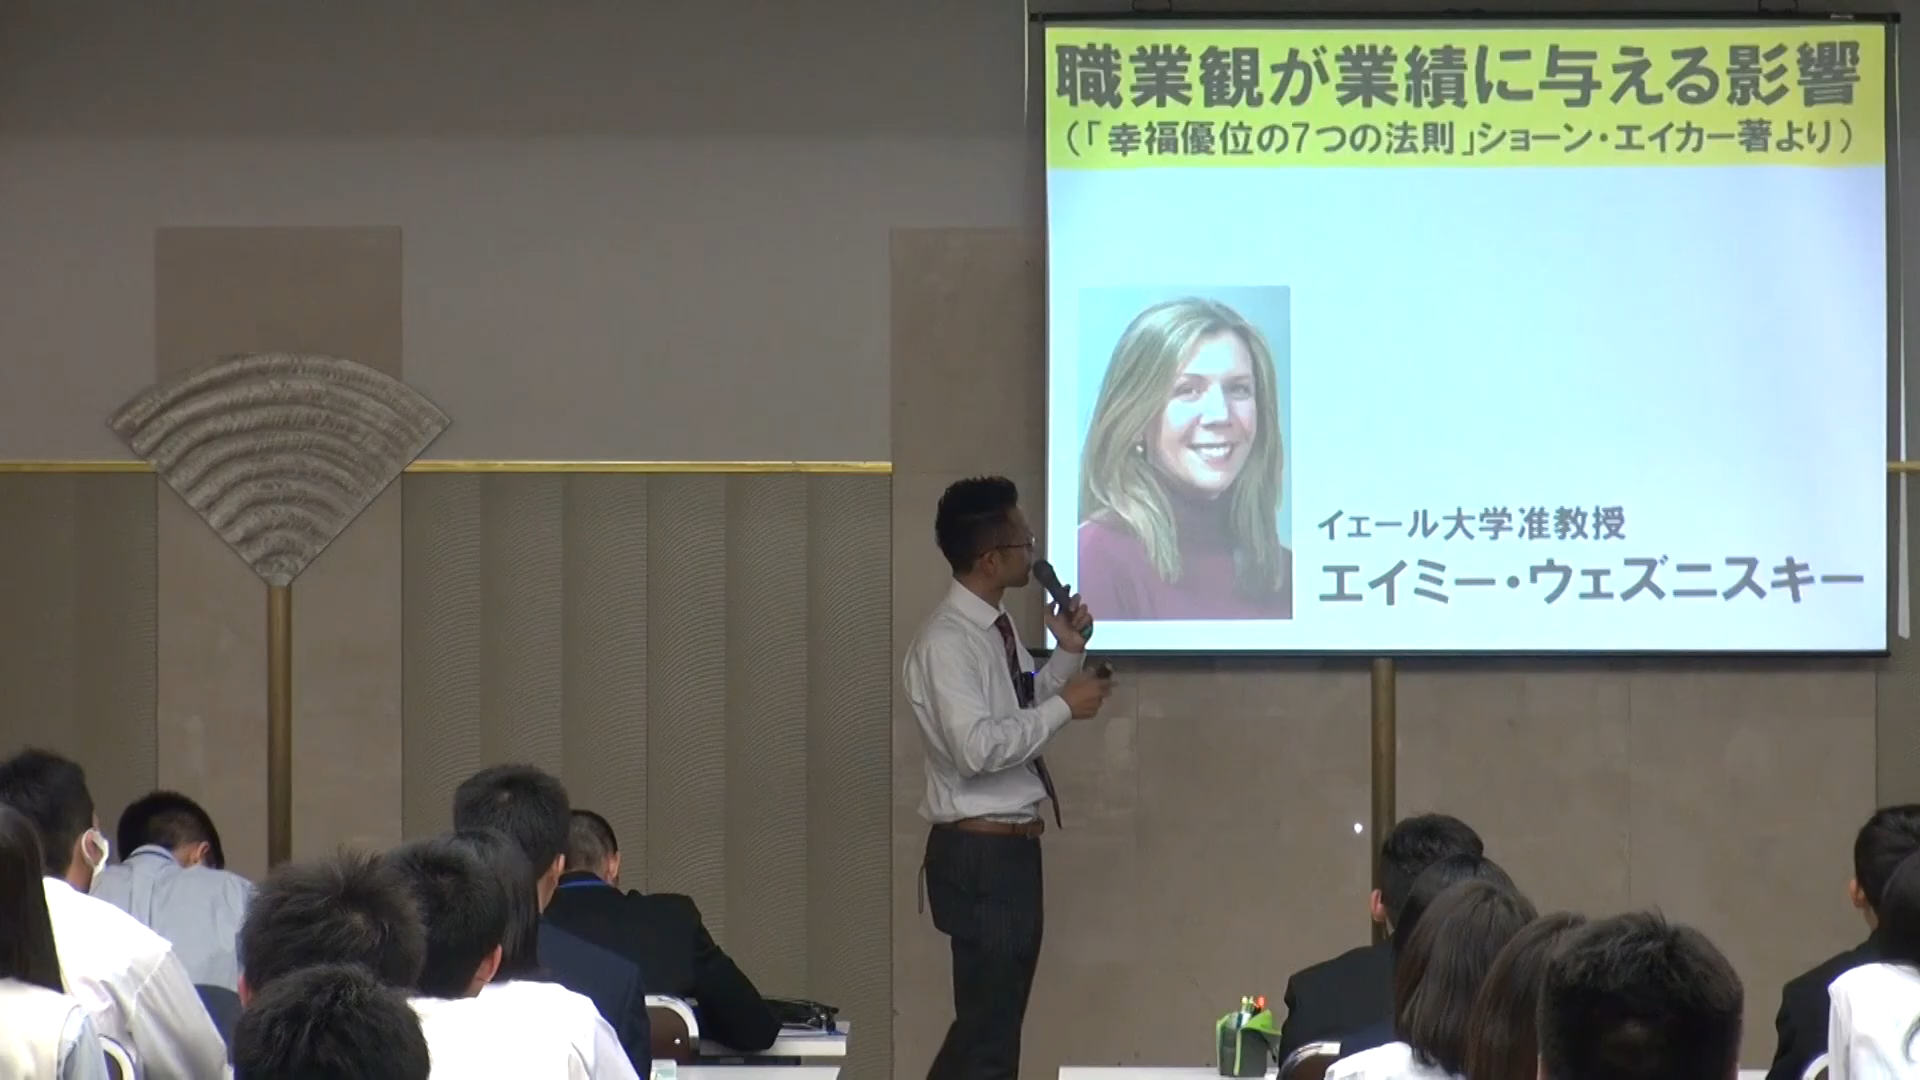 職業観が業績に与える影響
（「幸福優位の7つの法則」ショーン・エイカー著より）
イェール大学准教授
エイミー・ウェズニスキー